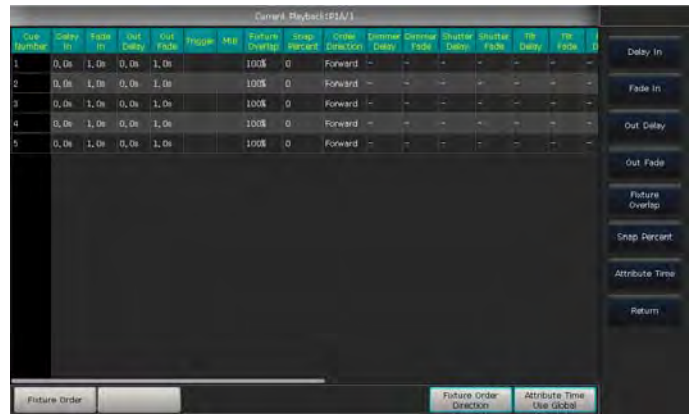 Current Playback:P1A/1
Cue Number Delay In Fade In Out Delay Out Fade Trigger Mill Fixture Overlap Snap Percent Order Direction Dimmer Delay Dimmer Fade Shutter Delay Shutter Fade Tilt Delay Tilt Fade
1 0, 0s 1, 0s 0, 0s 1, 0s 100% 0 Forward - - - - - -
2 0, 0s 1, 0s 0, 0s 1, 0s 100% 0 Forward - - - - - -
3 0, 0s 1, 0s 0, 0s 1, 0s 100% 0 Forward - - - - - -
4 0, 0s 1, 0s 0, 0s 1, 0s 100% 0 Forward - - - - - -
5 0, 0s 1, 0s 0, 0s 1, 0s 100% 0 Forward - - - - - -
Delay In
Fade In
Out Delay
Out Fade
Fixture
Overlap
Snap Percent
Attribute Time
Return
Fixture Order
Fixture Order
Direction
Attribute Time
Use Global